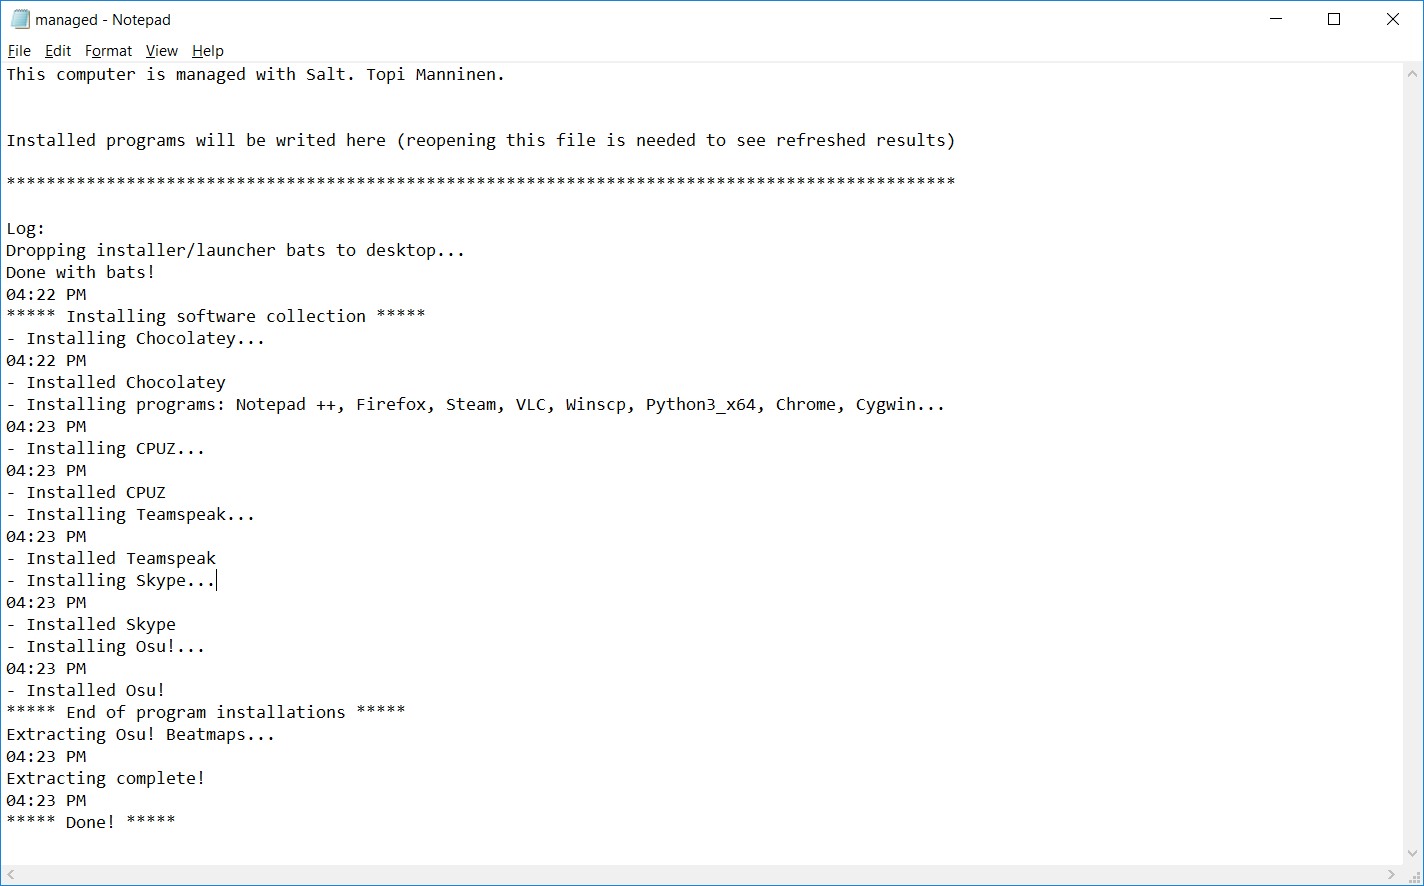 managed - Notepad
File Edit Format View Help
This computer is managed with Salt. Topi Manninen.
Installed programs will be writed here (reopening this file is needed to see refreshed results)
***********************************************************************************************
Log:
Dropping installer/launcher bats to desktop...
Done with bats!
04:22 PM
***** Installing software collection *****
- Installing Chocolatey...
04:22 PM
- Installed Chocolatey
- Installing programs: Notepad ++, Firefox, Steam, VLC, Winscp, Python3_x64, Chrome, Cygwin...
04:23 PM
- Installing CPUZ...
04:23 PM
- Installed CPUZ
- Installing Teamspeak...
04:23 PM
- Installed Teamspeak
- Installing Skype...
04:23 PM
- Installed Skype
- Installing Osu!...
04:23 PM
- Installed Osu!
***** End of program installations *****
Extracting Osu! Beatmaps...
04:23 PM
Extracting complete!
04:23 PM
***** Done! *****